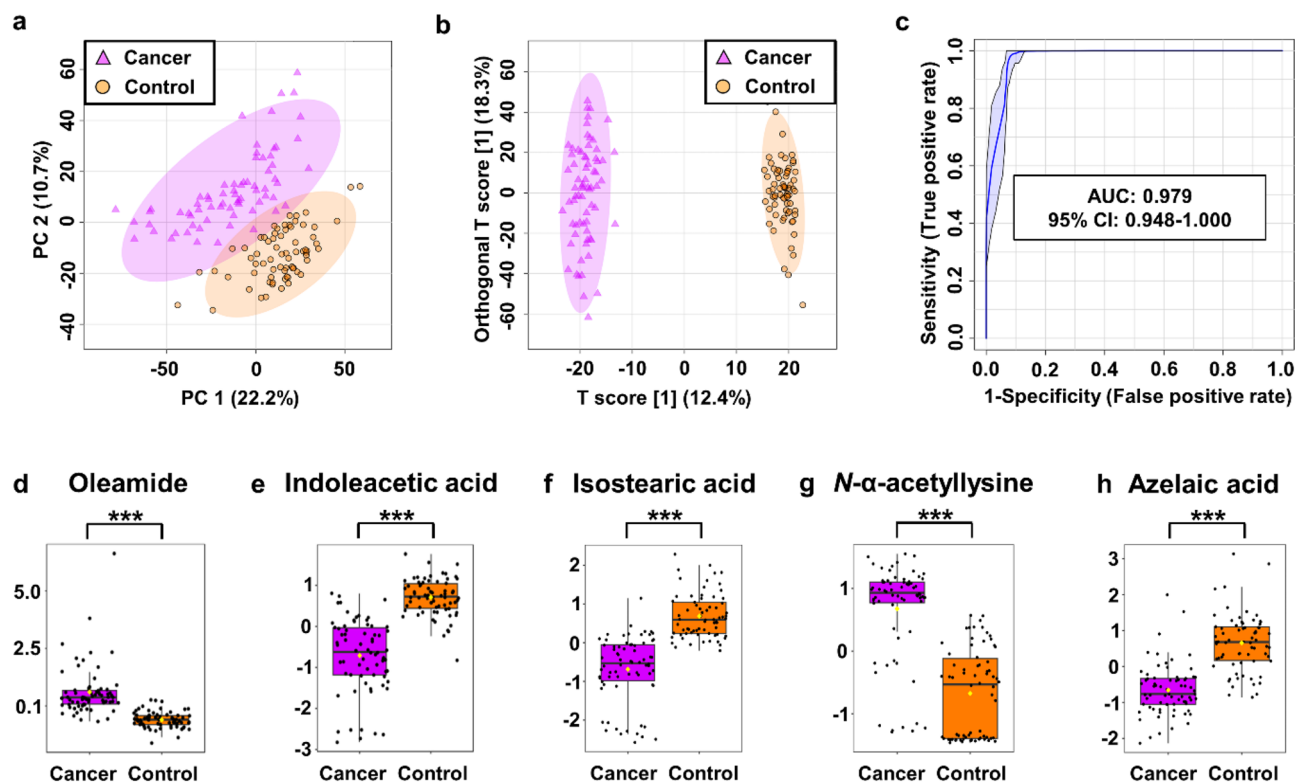 a
Cancer
Control
60
40
20
0
-20
-40
PC 2 (10.7%)
-50
0
50
PC 1 (22.2%)
b
Cancer
Control
60
40
20
0
-20
-40
-60
Orthogonal T score [1] (18.3%)
-20
-10
0
10
20
T score [1] (12.4%)
c
1.0
0.8
0.6
0.4
0.2
0.0
Sensitivity (True positive rate)
AUC: 0.979
95% CI: 0.948-1.000
0.0
0.2
0.4
0.6
0.8
1.0
1-Specificity (False positive rate)
d
Oleamide
***
5.0
2.5
0.1
Cancer
Control
e
Indoleacetic acid
***
1
0
-1
-2
-3
Cancer
Control
f
Isostearic acid
***
2
1
0
-1
-2
Cancer
Control
g
N-α-acetyllysine
***
1
0
-1
Cancer
Control
h
Azelaic acid
***
3
2
1
0
-1
-2
Cancer
Control